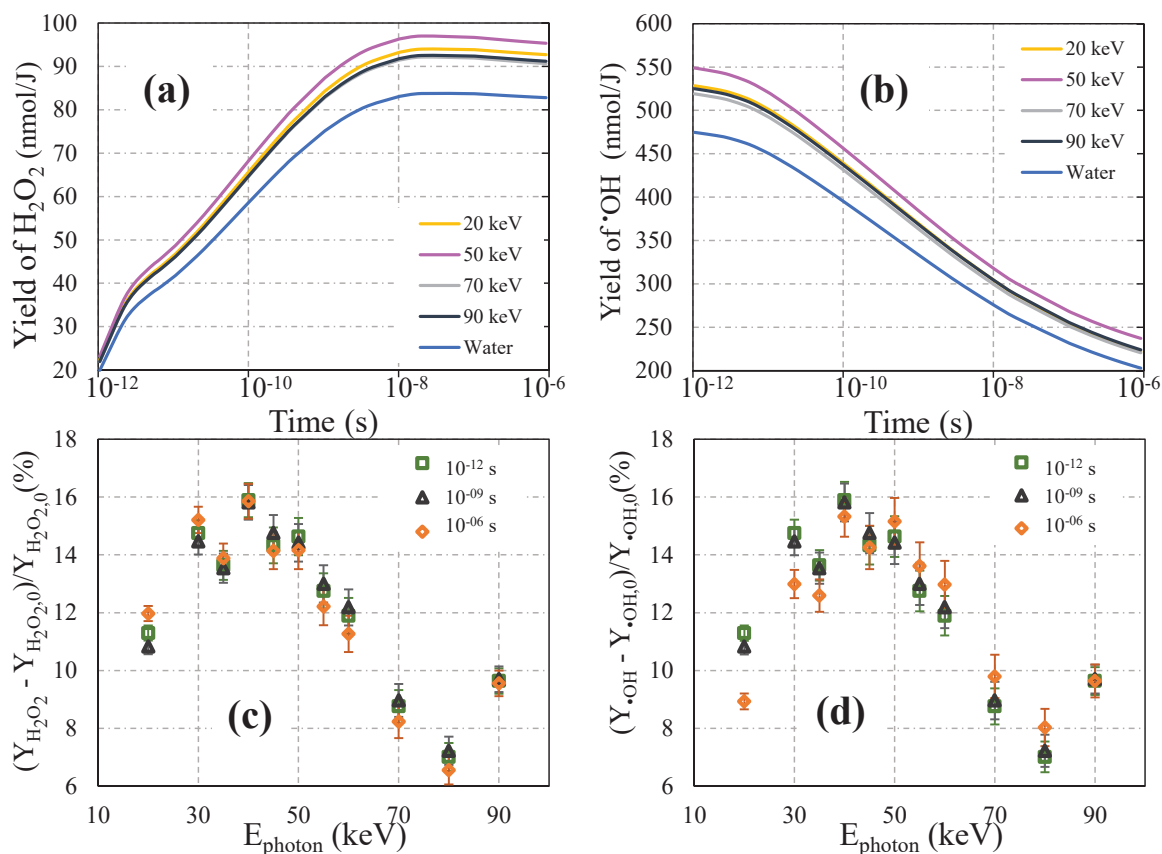 (a)
Yield of H₂O₂ (nmol/J)
100
90
80
70
60
50
40
30
20
20 keV
50 keV
70 keV
90 keV
Water
10⁻¹² 10⁻¹⁰ 10⁻⁸ 10⁻⁶
Time (s)
(b)
Yield of •OH (nmol/J)
600
550
500
450
400
350
300
250
200
20 keV
50 keV
70 keV
90 keV
Water
10⁻¹² 10⁻¹⁰ 10⁻⁸ 10⁻⁶
Time (s)
(c)
(Y_H₂O₂ - Y_H₂O₂,0)/Y_H₂O₂,0(%)
18
16
14
12
10
8
6
10⁻¹² s
10⁻⁰⁹ s
10⁻⁰⁶ s
10 30 50 70 90
E_photon (keV)
(d)
(Y•OH - Y•OH,0)/Y•OH,0(%)
18
16
14
12
10
8
6
10⁻¹² s
10⁻⁰⁹ s
10⁻⁰⁶ s
10 30 50 70 90
E_photon (keV)